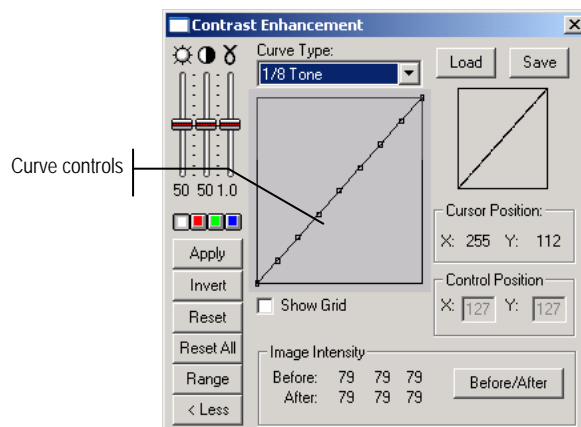 Contrast Enhancement
Curve Type:
1/8 Tone
Load
Save
Curve controls
50 50 1.0
Cursor Position:
X: 255 Y: 112
Apply
Control Position
Invert
X: 127 Y: 127
Show Grid
Reset
Reset All
Image Intensity
Range
Before: 79 79 79
Before/After
After: 79 79 79
< Less